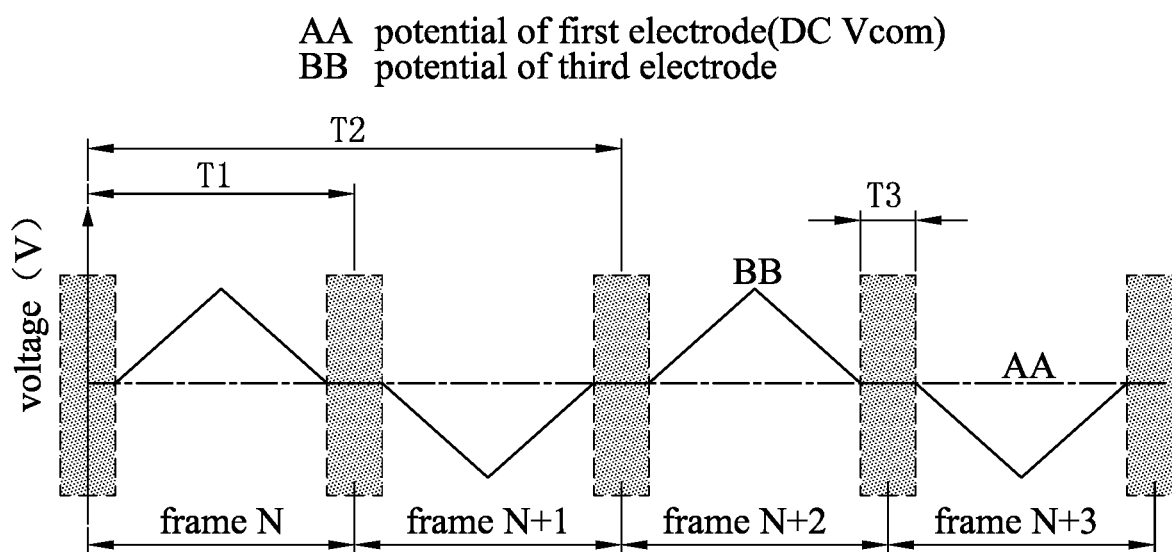 AA potential of first electrode(DC Vcom)
BB potential of third electrode
T2
T1
T3
voltage (V)
BB
AA
frame N
frame N+1
frame N+2
frame N+3